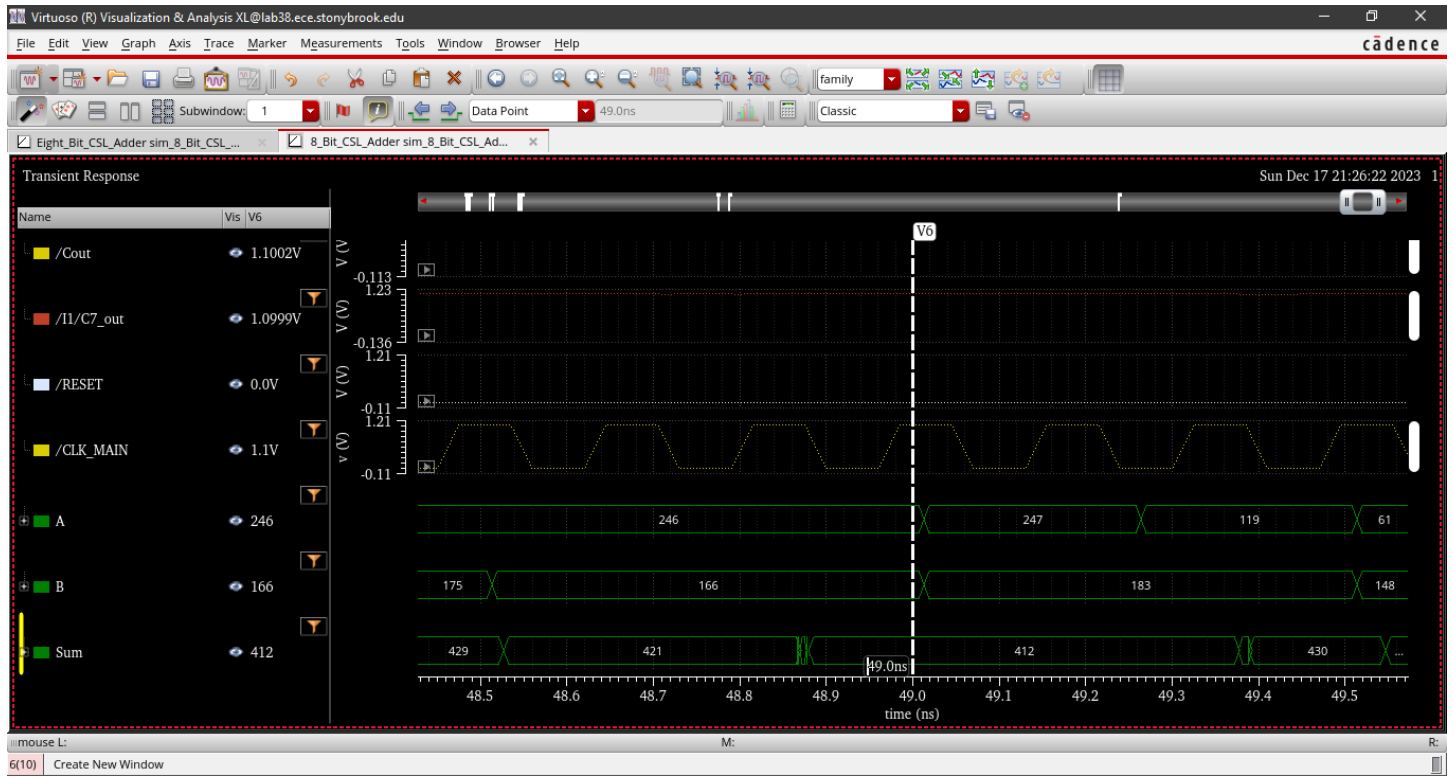 Virtuoso (R) Visualization & Analysis XL@lab38.ece.stonybrook.edu
File Edit View Graph Axis Trace Marker Measurements Tools Window Browser Help cādence
family
Subwindow: 1 Data Point 49.0ns Classic
Eight_Bit_CSL_Adder sim_8_Bit_CSL_... 8_Bit_CSL_Adder sim_8_Bit_CSL_Ad...
Transient Response Sun Dec 17 21:26:22 2023 1
Name Vis V6
V6
/Cout 1.1002V V (V
-0.113
1.23
/I1/C7_out 1.0999V V (V)
-0.136
1.21
/RESET 0.0V V (V)
-0.11
1.21
/CLK_MAIN 1.1V V (V)
-0.11
A 246 246 247 119 61
B 166 175 166 183 148
Sum 412 429 421 412 430 ...
49.0ns
48.5 48.6 48.7 48.8 48.9 49.0 49.1 49.2 49.3 49.4 49.5
time (ns)
mouse L: M: R:
6(10) Create New Window